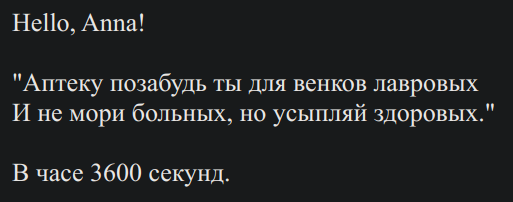 Hello, Anna!
"Аптеку позабудь ты для венков лавровых
И не мори больных, но усыпляй здоровых."
В часе 3600 секунд.